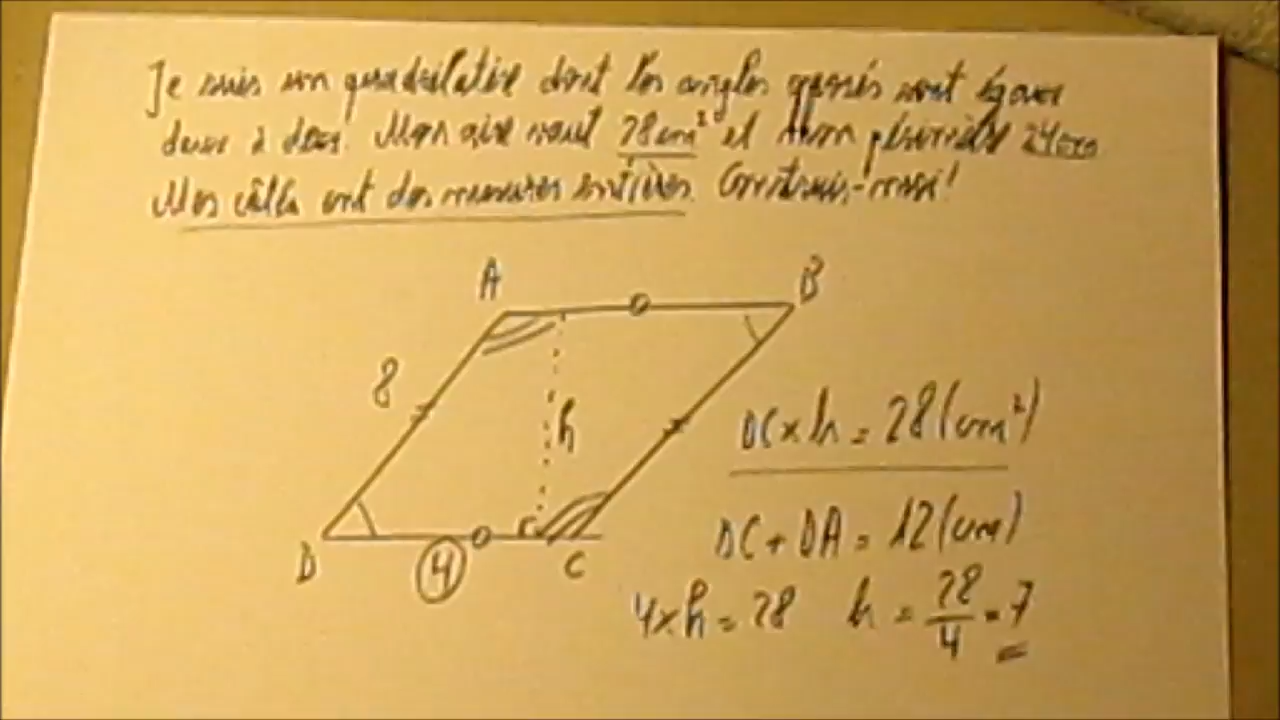 Je suis un quadrilatère dont les angles opposés sont égaux
deux à deux. Mon aire vaut 28cm² et mon périmètre 24cm
Mes côtés ont des mesures entières. Construis-moi!
A
B
8
h
DC x h = 28 (cm²)
DC + DA = 12 (cm)
D
4
C
4 x h = 28 h = 28/4 = 7